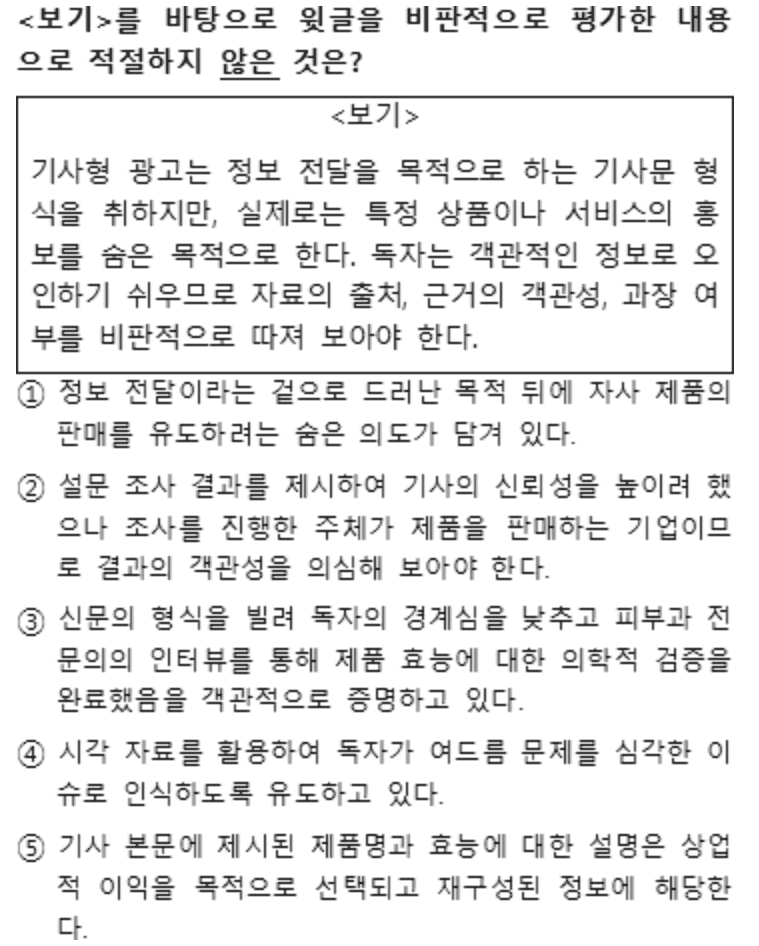 <보기>를 바탕으로 윗글을 비판적으로 평가한 내용
으로 적절하지 않은 것은?
<보기>
기사형 광고는 정보 전달을 목적으로 하는 기사문 형
식을 취하지만, 실제로는 특정 상품이나 서비스의 홍
보를 숨은 목적으로 한다. 독자는 객관적인 정보로 오
인하기 쉬우므로 자료의 출처, 근거의 객관성, 과장 여
부를 비판적으로 따져 보아야 한다.
① 정보 전달이라는 겉으로 드러난 목적 뒤에 자사 제품의
판매를 유도하려는 숨은 의도가 담겨 있다.
② 설문 조사 결과를 제시하여 기사의 신뢰성을 높이려 했
으나 조사를 진행한 주체가 제품을 판매하는 기업이므
로 결과의 객관성을 의심해 보아야 한다.
③ 신문의 형식을 빌려 독자의 경계심을 낮추고 피부과 전
문의의 인터뷰를 통해 제품 효능에 대한 의학적 검증을
완료했음을 객관적으로 증명하고 있다.
④ 시각 자료를 활용하여 독자가 여드름 문제를 심각한 이
슈로 인식하도록 유도하고 있다.
⑤ 기사 본문에 제시된 제품명과 효능에 대한 설명은 상업
적 이익을 목적으로 선택되고 재구성된 정보에 해당한
다.